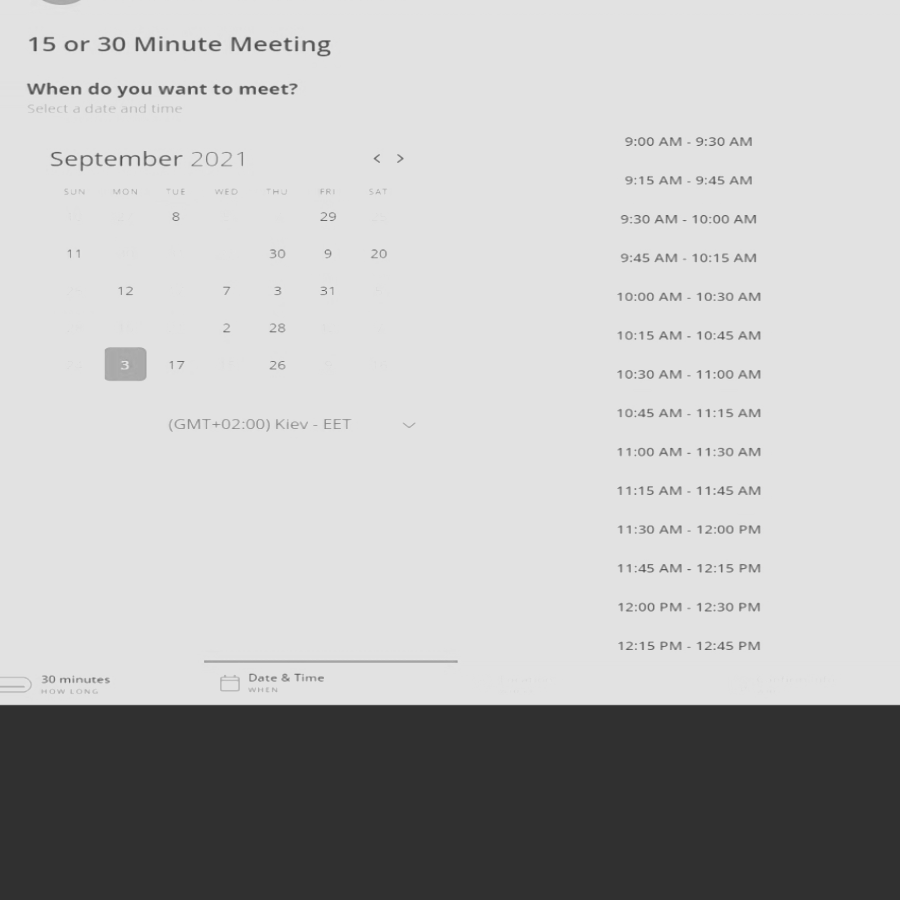 15 or 30 Minute Meeting
When do you want to meet?
Select a date and time
September 2021 < >
SUN MON TUE WED THU FRI SAT
8 29
11 30 9 20
12 7 3 31
2 28
3 17 26
(GMT+02:00) Kiev - EET
9:00 AM - 9:30 AM
9:15 AM - 9:45 AM
9:30 AM - 10:00 AM
9:45 AM - 10:15 AM
10:00 AM - 10:30 AM
10:15 AM - 10:45 AM
10:30 AM - 11:00 AM
10:45 AM - 11:15 AM
11:00 AM - 11:30 AM
11:15 AM - 11:45 AM
11:30 AM - 12:00 PM
11:45 AM - 12:15 PM
12:00 PM - 12:30 PM
12:15 PM - 12:45 PM
30 minutes
HOW LONG
Date & Time
WHEN